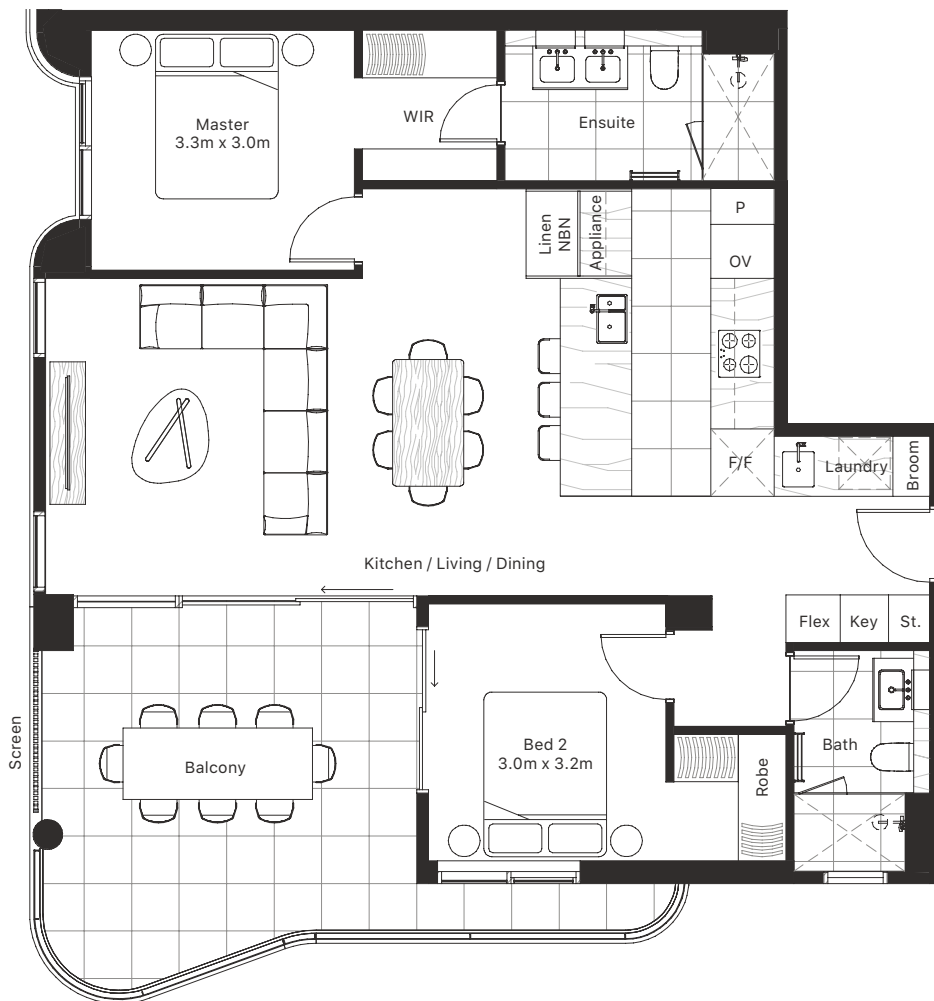 Master
3.3m x 3.0m
WIR
Ensuite
Linen
NBN
Appliance
P
OV
F/F
Laundry
Broom
Kitchen / Living / Dining
Flex
Key
St.
Screen
Balcony
Bed 2
3.0m x 3.2m
Robe
Bath